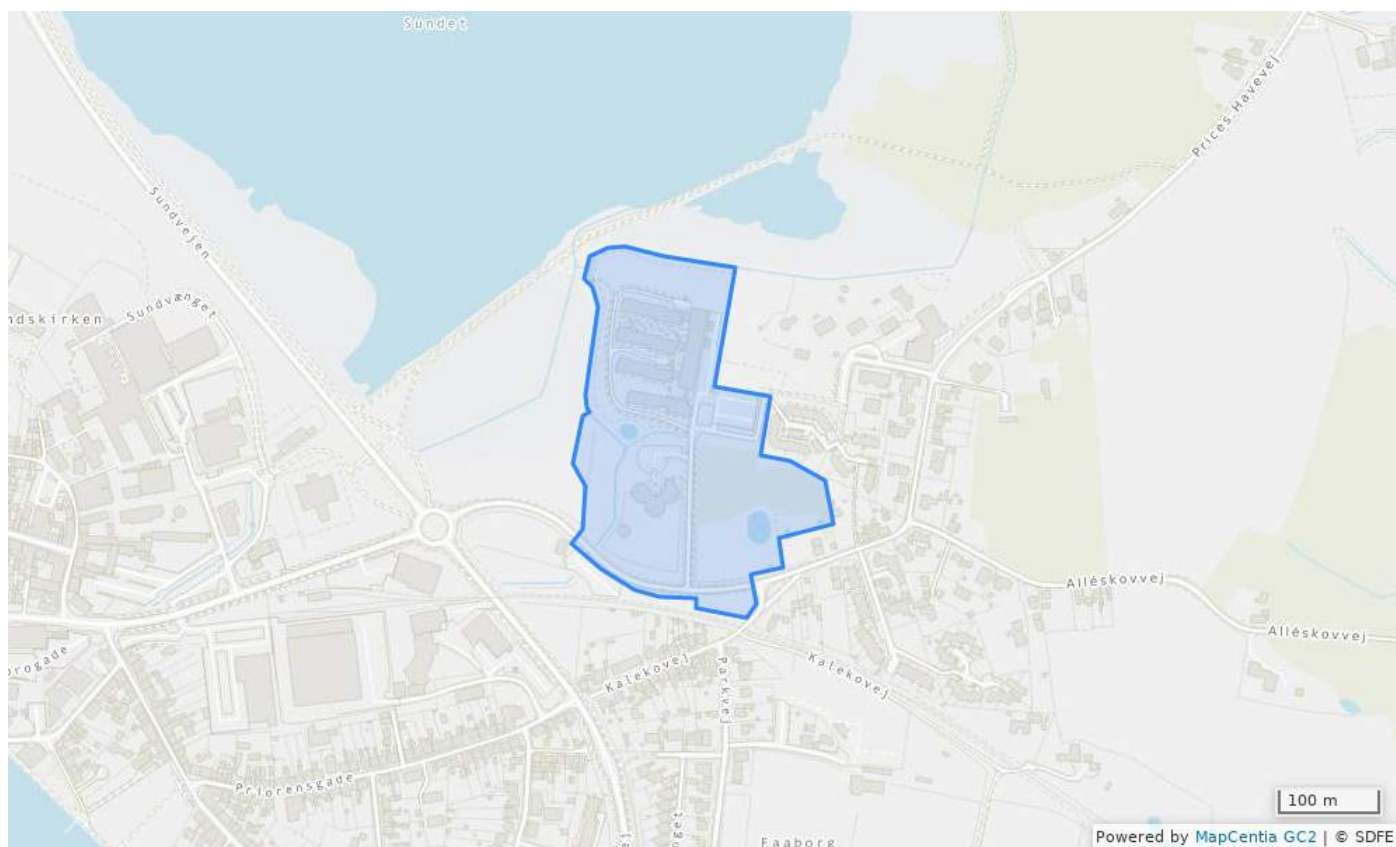 Sundet
Prices Havevej
Sundvejen
Sundvænget
ndskirken
Alléskovvej
Alléskovvej
orogade
Kalekovej
Parkvej
Kalekovej
Priorensgade
100 m
Faaborg
Powered by MapCentia GC2 | © SDFE